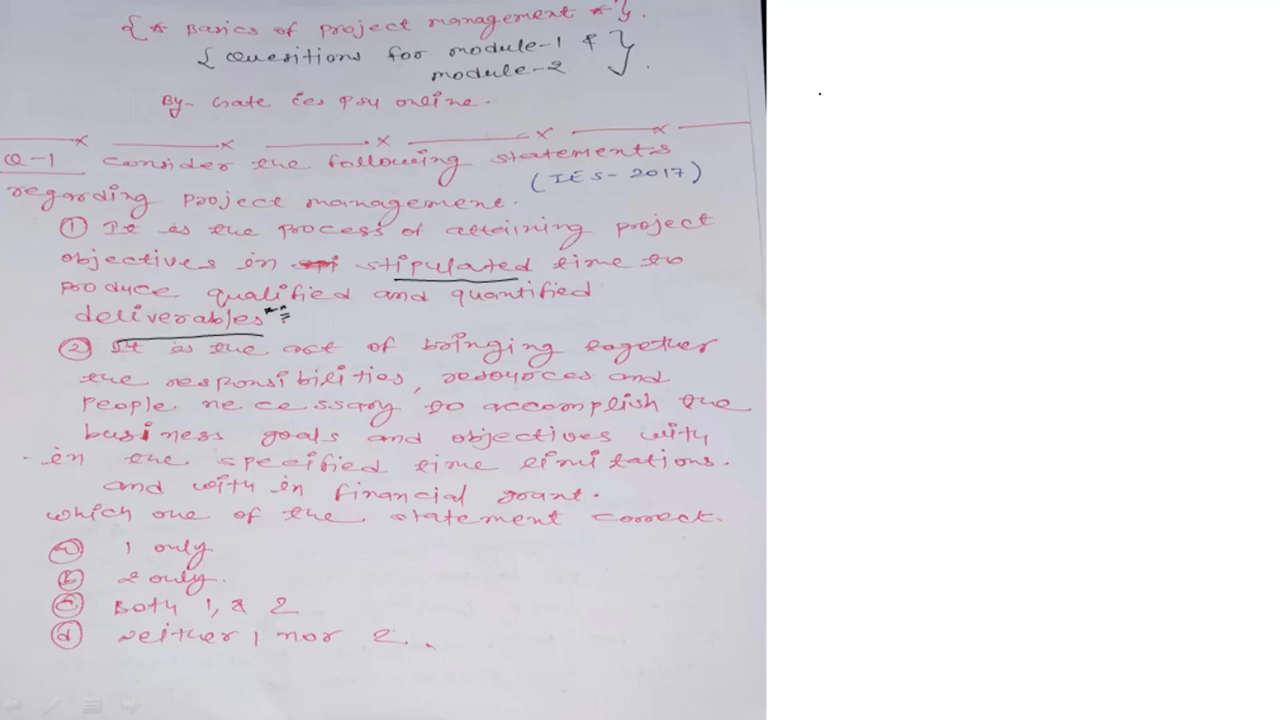 { * Basics of project management * }.
{ Quesitions for module-1 & }
module-2 .
By- Gate ies psu online.
Q-1 consider the following statements
(IES-2017)
regarding project management.
① It is the process of attaining project
objectives in stipulated time to
produce qualified and quantified
deliverables
② It is the act of bringing together
the responsibilities, resources and
people necessary to accomplish the
business goals and objectives with
in the specified time limitations.
and with in financial grant.
which one of the statement correct.
ⓐ 1 only
ⓑ 2 only.
ⓒ Both 1, & 2
ⓓ Neither 1 nor 2.